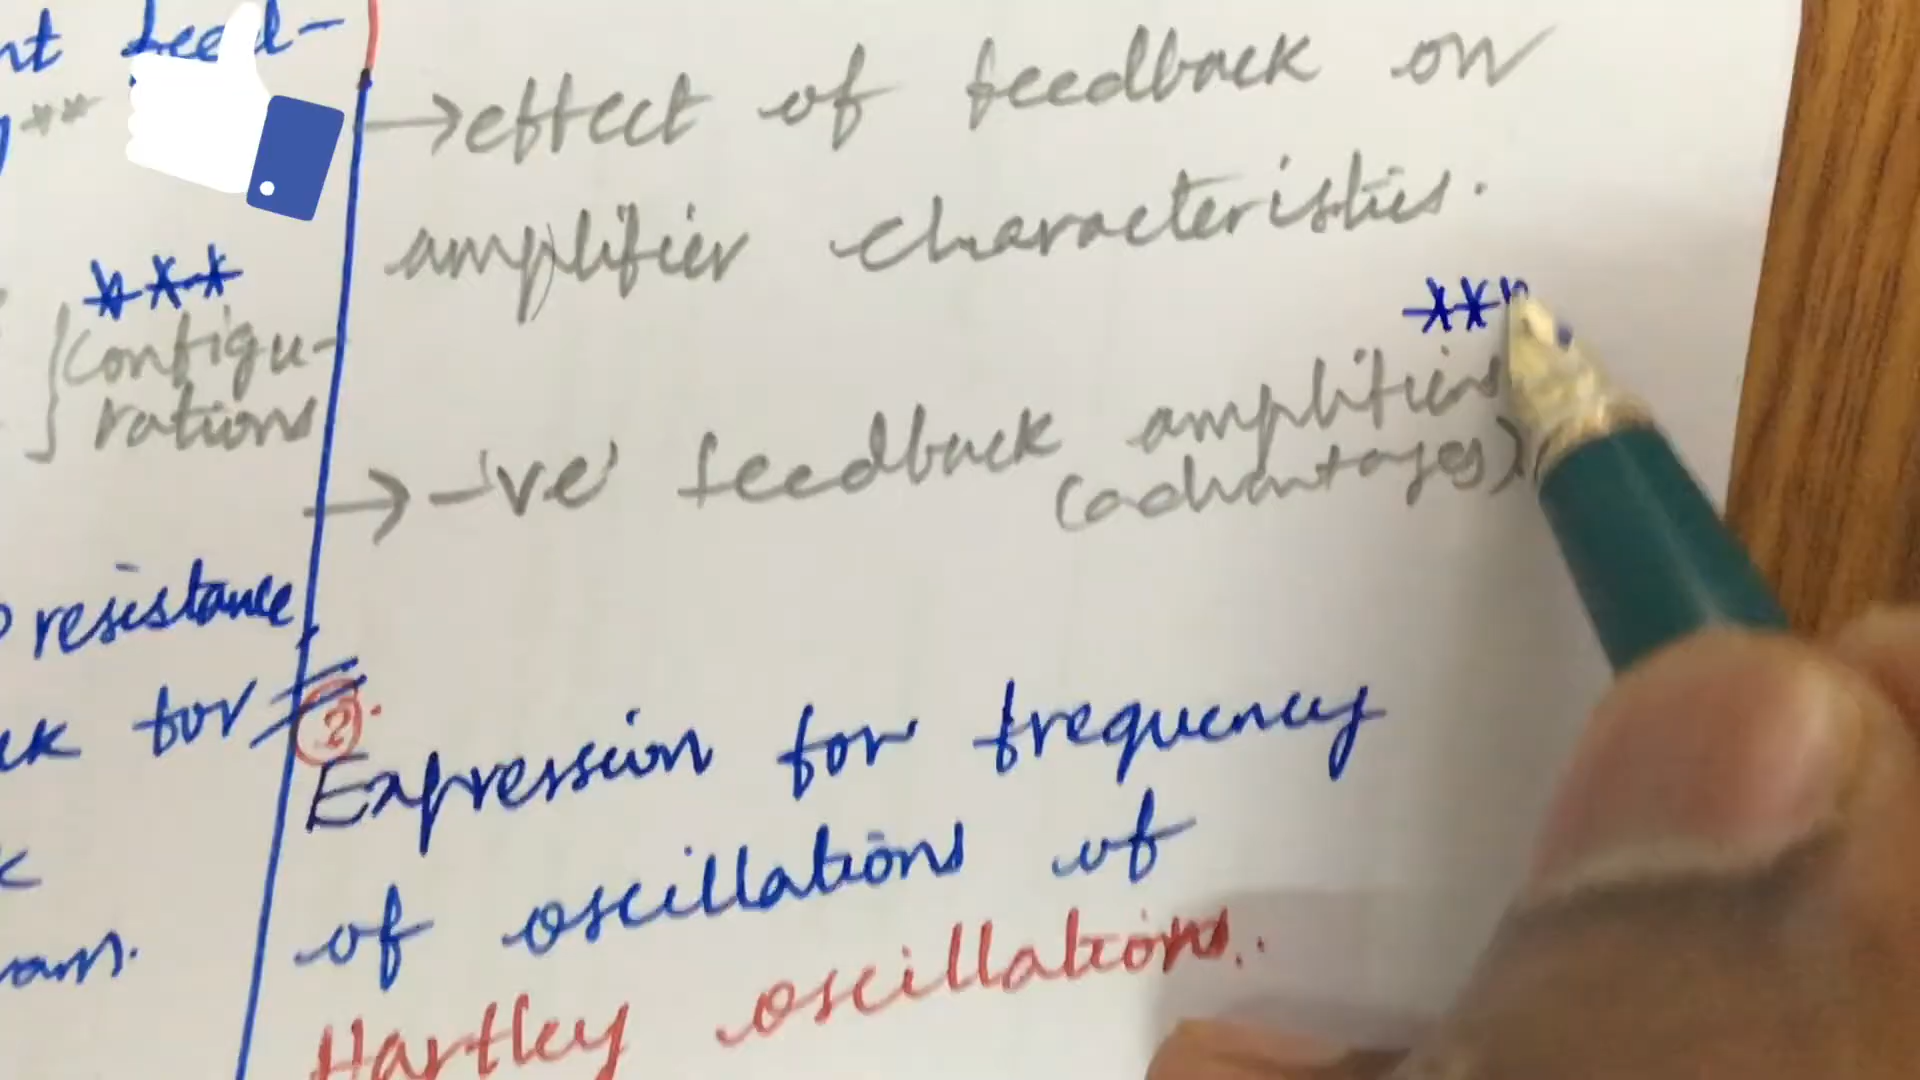 → effect of feedback on
amplifier characteristics.
***
→ -'ve' feedback amplifiers
(advantages)
2.
Expression for frequency
of oscillations of
Hartley oscillations.
**
***
Configu-
rations
resistance
for